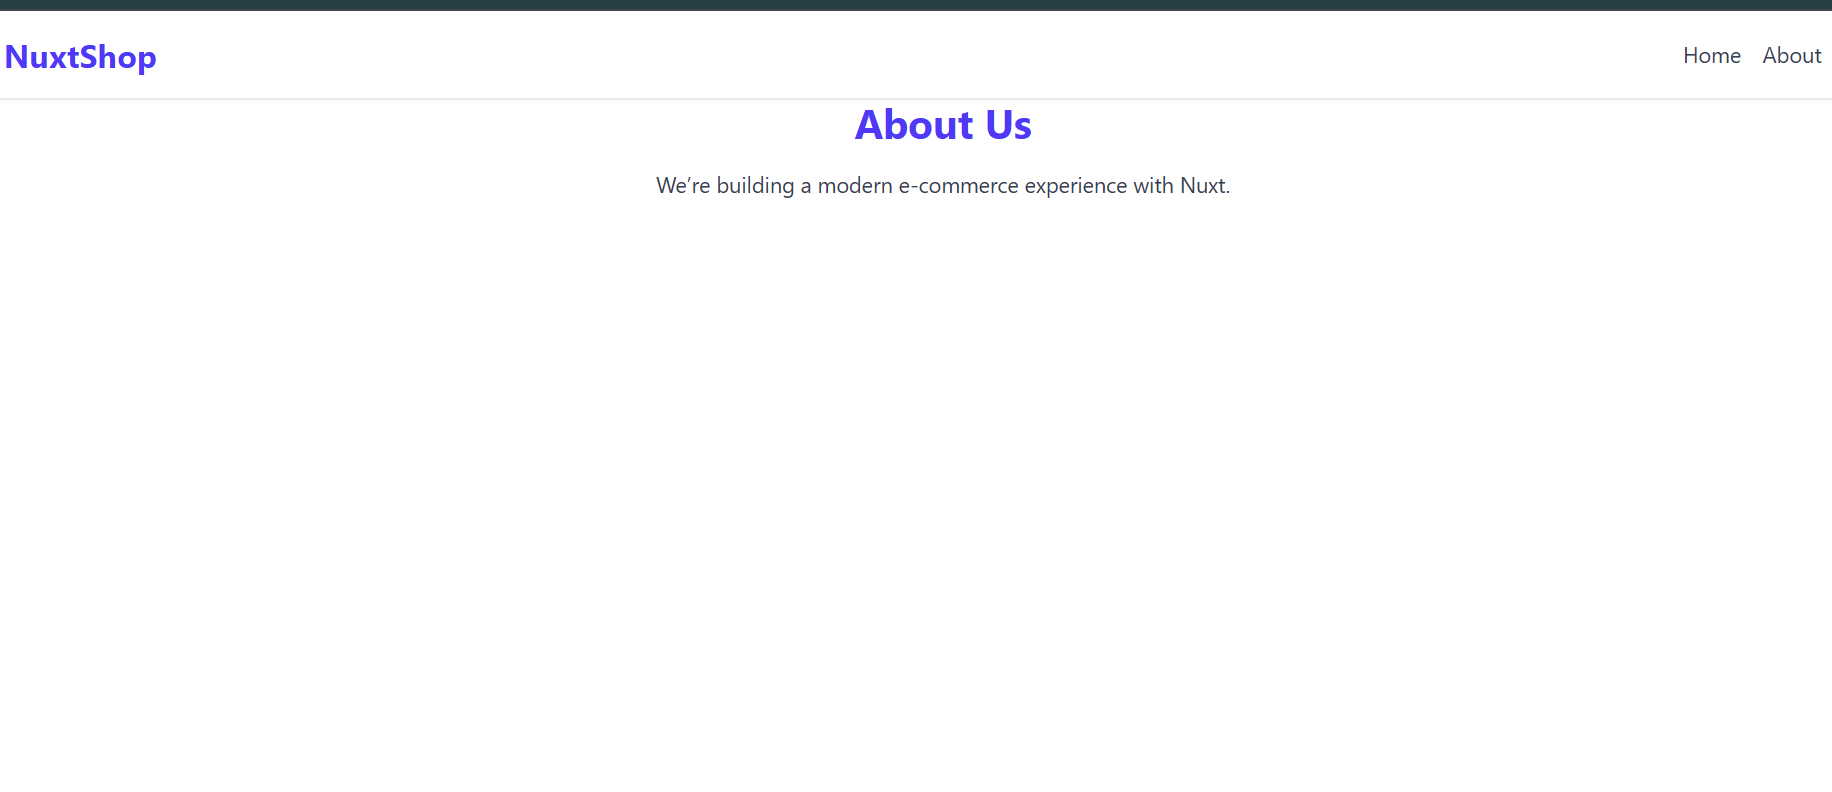 NuxtShop
Home About
About Us
We’re building a modern e-commerce experience with Nuxt.